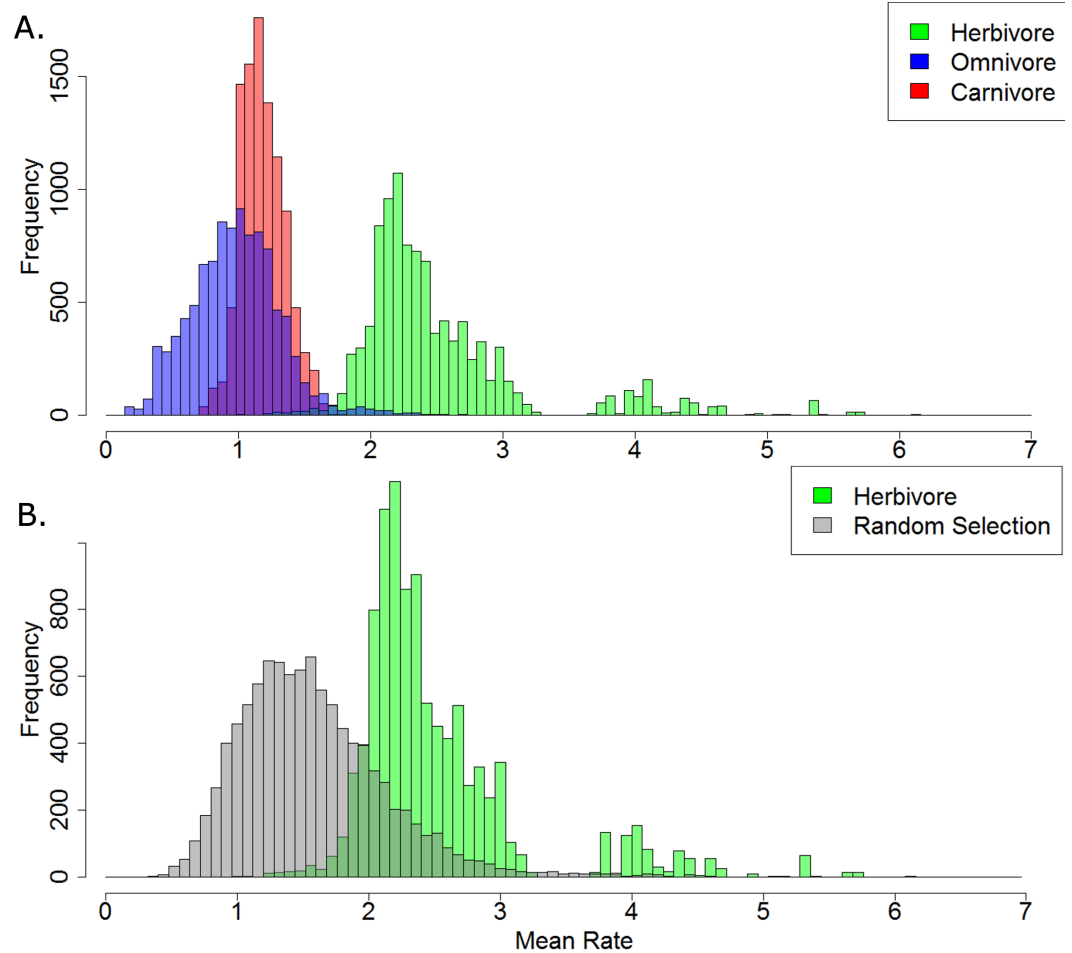 A.
Herbivore
Omnivore
Carnivore
Frequency
1500
1000
500
0
0 1 2 3 4 5 6 7
B.
Herbivore
Random Selection
Frequency
800
600
400
200
0
0 1 2 3 4 5 6 7
Mean Rate